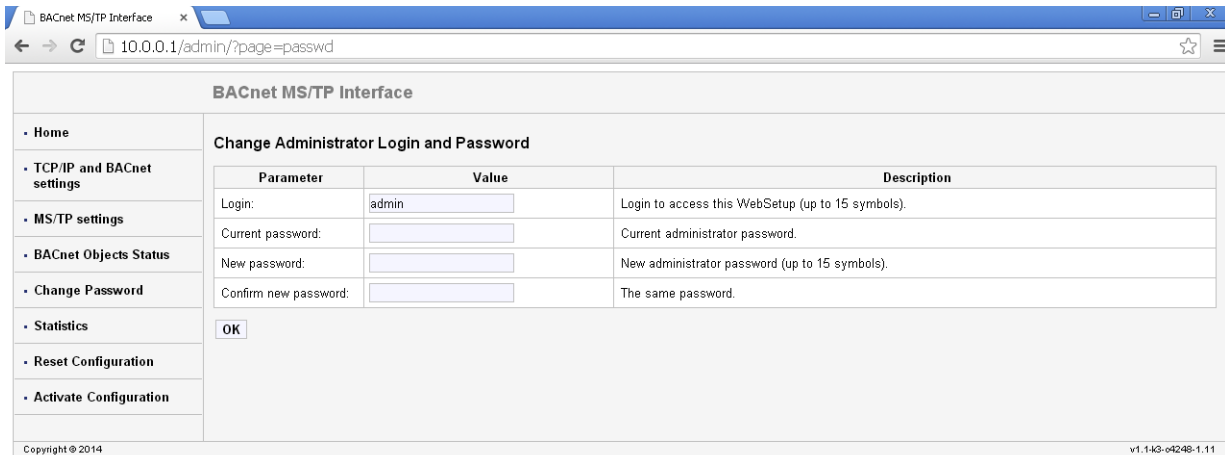 BACnet MS/TP Interface
10.0.0.1/admin/?page=passwd
BACnet MS/TP Interface
Home
TCP/IP and BACnet settings
MS/TP settings
BACnet Objects Status
Change Password
Statistics
Reset Configuration
Activate Configuration
Change Administrator Login and Password
Parameter Value Description
Login: admin Login to access this WebSetup (up to 15 symbols).
Current password: Current administrator password.
New password: New administrator password (up to 15 symbols).
Confirm new password: The same password.
OK
Copyright © 2014 v1.1-k3-o4248-1.11